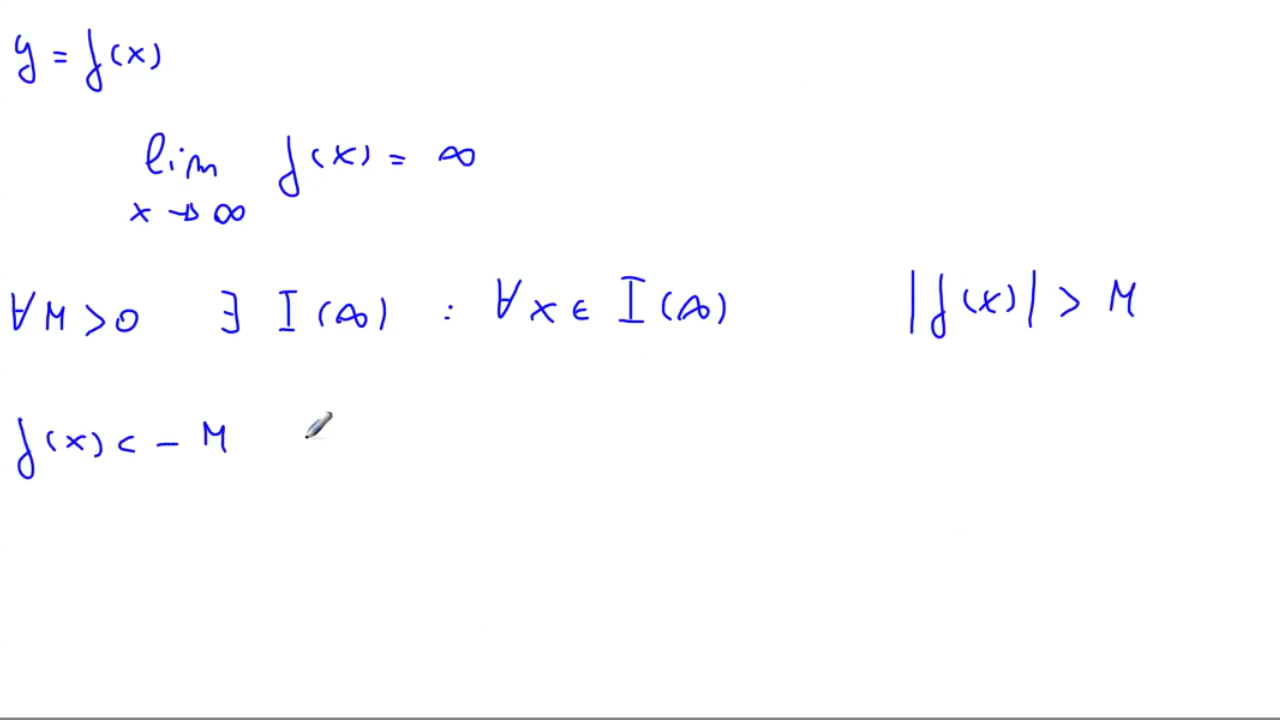 y = f(x)
lim f(x) = ∞
x → ∞
∀M > 0 ∃ I(∞) : ∀x ∈ I(∞) |f(x)| > M
f(x) < - M